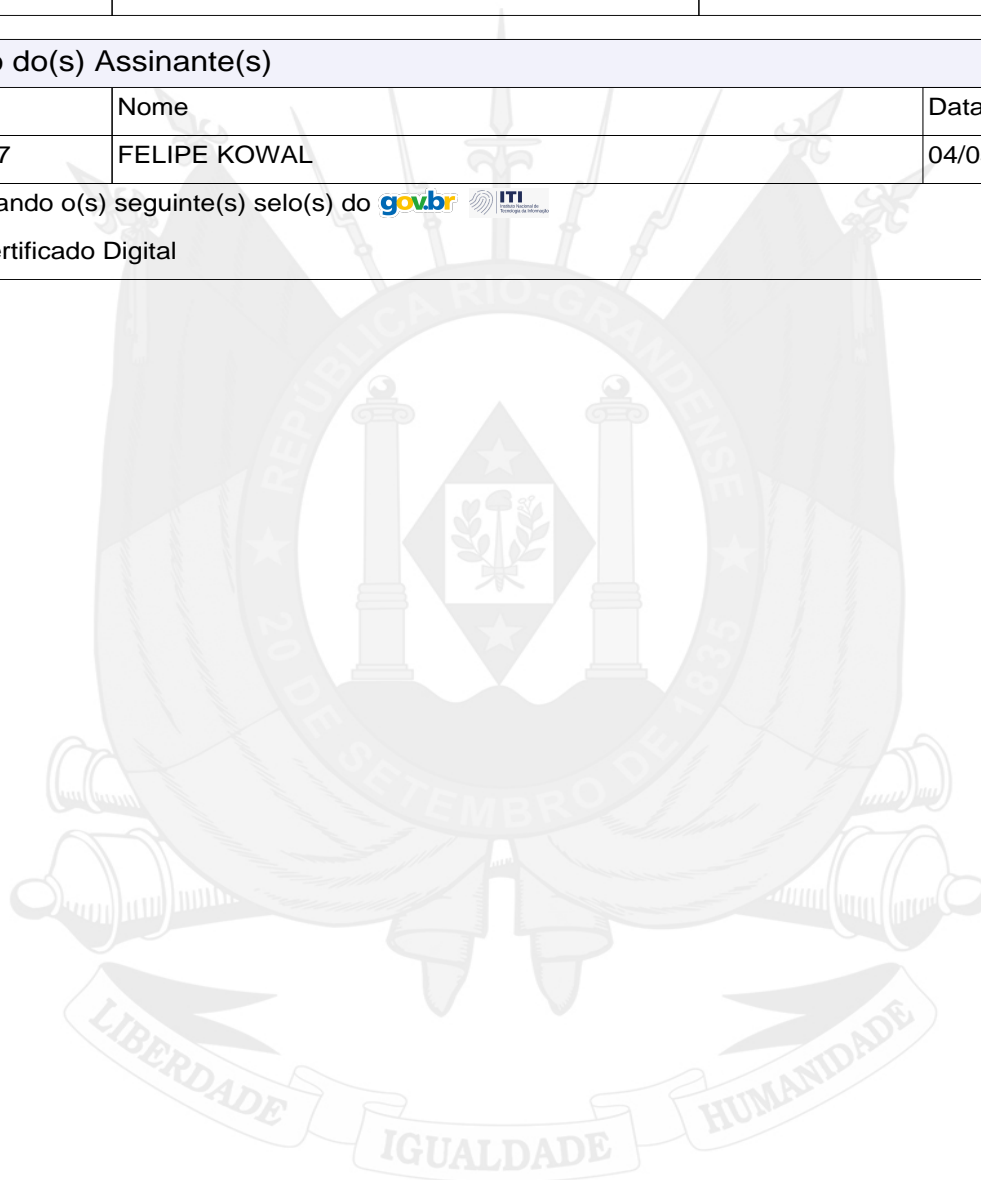 o do(s) Assinante(s)
Nome
Data
7
FELIPE KOWAL
04/0
ando o(s) seguinte(s) selo(s) do gov.br ITI
rtificado Digital
REPÚBLICA RIO-GRANDENSE
★ 20 DE SETEMBRO DE 1835 ★
LIBERDADE
IGUALDADE
HUMANIDADE